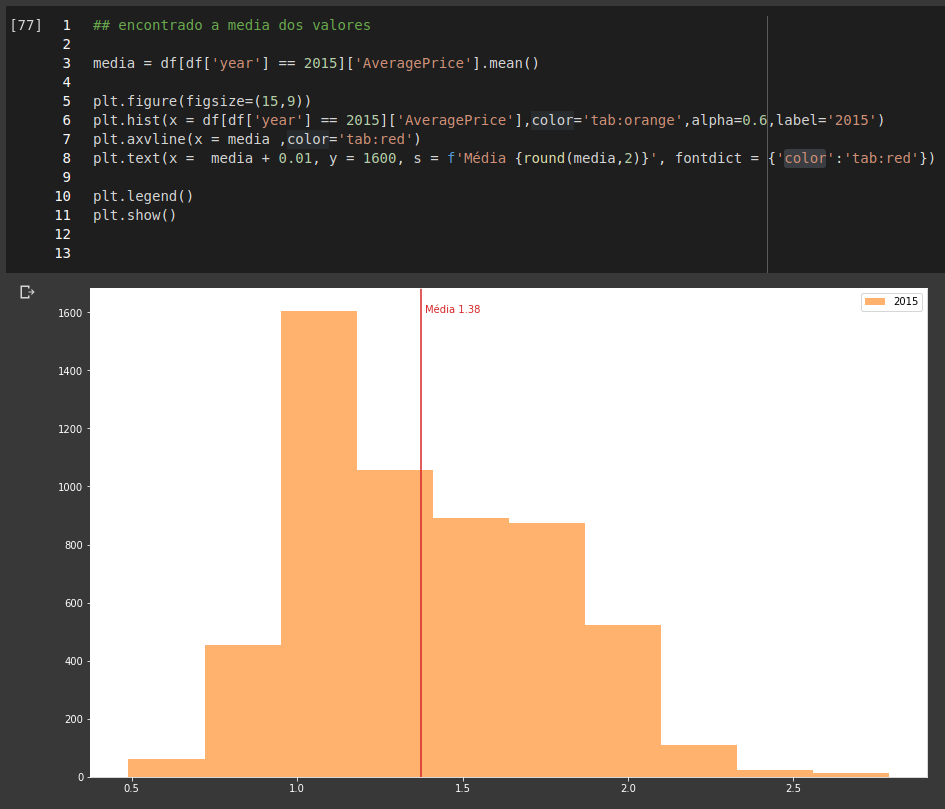 [77] 1 ## encontrado a media dos valores
2
3 media = df[df['year'] == 2015]['AveragePrice'].mean()
4
5 plt.figure(figsize=(15,9))
6 plt.hist(x = df[df['year'] == 2015]['AveragePrice'],color='tab:orange',alpha=0.6,label='2015')
7 plt.axvline(x = media ,color='tab:red')
8 plt.text(x =  media + 0.01, y = 1600, s = f'Média {round(media,2)}', fontdict = {'color':'tab:red'})
9
10 plt.legend()
11 plt.show()
12
13
2015
Média 1.38
1600
1400
1200
1000
800
600
400
200
0
0.5 1.0 1.5 2.0 2.5